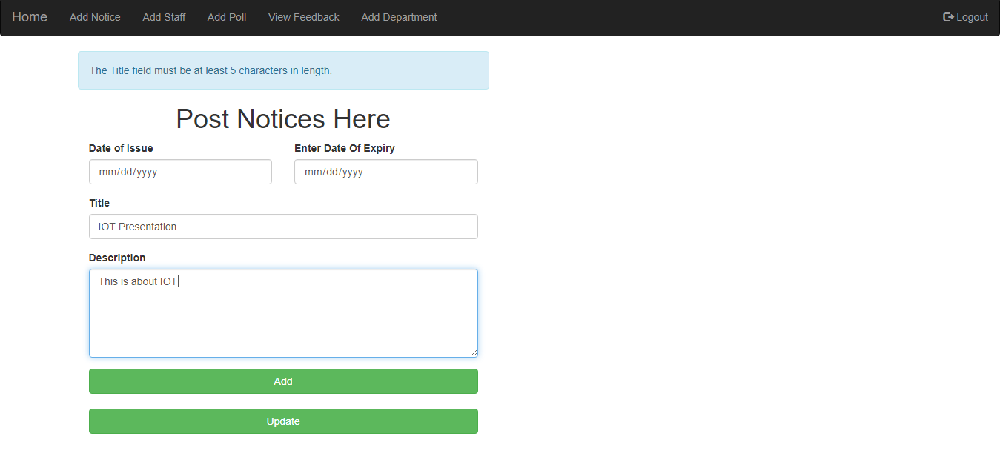 Home Add Notice Add Staff Add Poll View Feedback Add Department Logout
The Title field must be at least 5 characters in length.
Post Notices Here
Date of Issue Enter Date Of Expiry
mm/dd/yyyy mm/dd/yyyy
Title
IOT Presentation
Description
This is about IOT
Add
Update